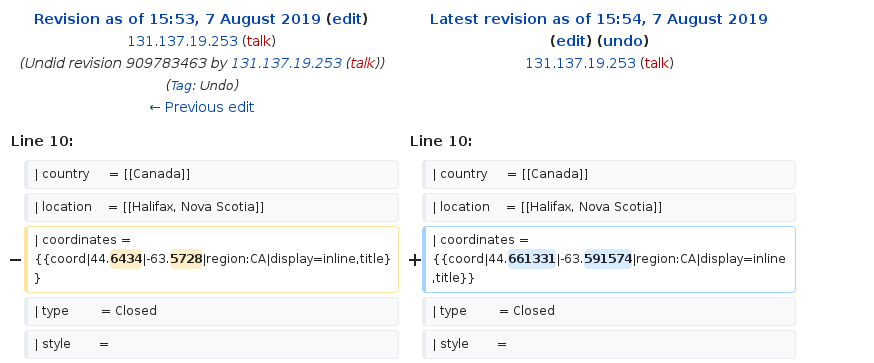 Revision as of 15:53, 7 August 2019 (edit)
131.137.19.253 (talk)
(Undid revision 909783463 by 131.137.19.253 (talk))
(Tag: Undo)
← Previous edit
Latest revision as of 15:54, 7 August 2019
(edit) (undo)
131.137.19.253 (talk)
Line 10:
Line 10:
| country     = [[Canada]]
| country     = [[Canada]]
| location    = [[Halifax, Nova Scotia]]
| location    = [[Halifax, Nova Scotia]]
−
| coordinates =
{{coord|44.6434|-63.5728|region:CA|display=inline,title}
}
+
| coordinates =
{{coord|44.661331|-63.591574|region:CA|display=inline
,title}}
| type        = Closed
| type        = Closed
| style       =
| style       =